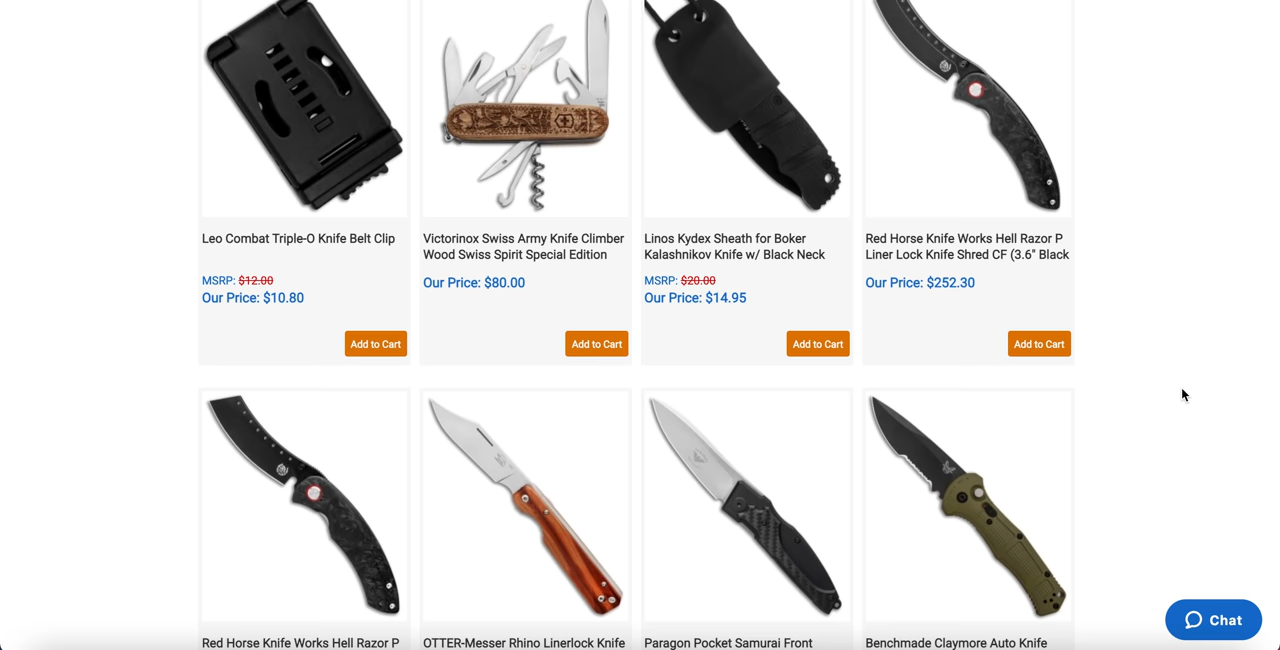 Leo Combat Triple-O Knife Belt Clip
MSRP: $12.00
Our Price: $10.80
Add to Cart
Victorinox Swiss Army Knife Climber
Wood Swiss Spirit Special Edition
Our Price: $80.00
Add to Cart
Linos Kydex Sheath for Boker
Kalashnikov Knife w/ Black Neck
MSRP: $20.00
Our Price: $14.95
Add to Cart
Red Horse Knife Works Hell Razor P
Liner Lock Knife Shred CF (3.6" Black
Our Price: $252.30
Add to Cart
Red Horse Knife Works Hell Razor P
OTTER-Messer Rhino Linerlock Knife
Paragon Pocket Samurai Front
Benchmade Claymore Auto Knife
Chat